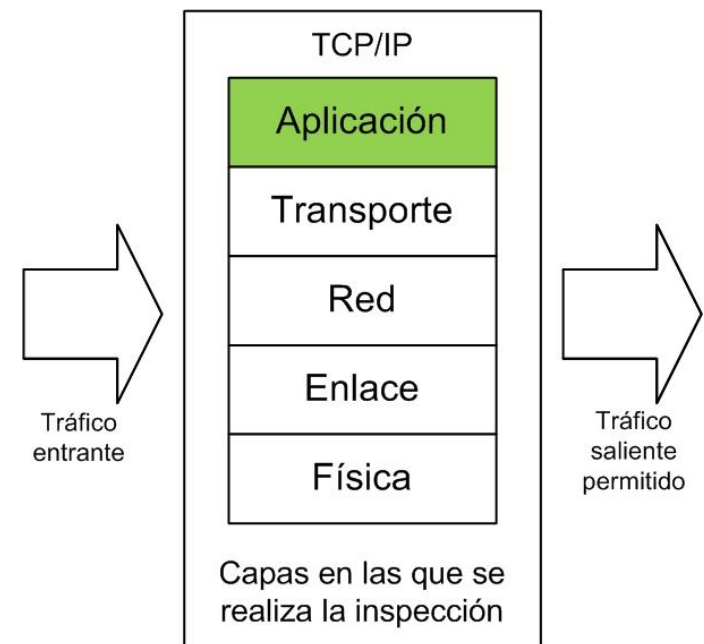 TCP/IP
Aplicación
Transporte
Red
Enlace
Física
Tráfico
entrante
Tráfico
saliente
permitido
Capas en las que se
realiza la inspección